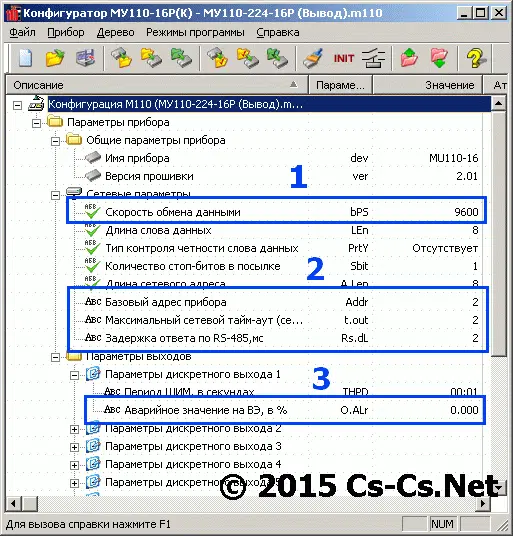 Конфигуратор МУ110-16Р(К) - МУ110-224-16Р (Вывод).m110
Файл Прибор Дерево Режимы программы Справка
INIT
Описание Параме... Значение Ат
Конфигурация М110 (МУ110-224-16Р (Вывод).m...
Параметры прибора
Общие параметры прибора
Имя прибора dev MU110-16
Версия прошивки ver 2.01
1
Сетевые параметры
Скорость обмена данными bPS 9600
Длина слова данных LEn 8
Тип контроля четности слова данных PrtY Отсутствует
Количество стоп-битов в посылке Sbit 1
2
Длина сетевого адреса A.Len 8
Базовый адрес прибора Addr 2
Максимальный сетевой тайм-аут (се... t.out 2
Задержка ответа по RS-485,мс Rs.dL 2
Параметры выходов
Параметры дискретного выхода 1
3
Период ШИМ, в секундах THPD 00:01
Аварийное значение на ВЭ, в % O.ALr 0.000
Параметры дискретного выхода 2
Параметры дискретного выхода 3
Параметры дискретного выхода 4
Параметры дискретного выхода
© 2015 Cs-Cs.Net
Для вызова справки нажмите F1 NUM